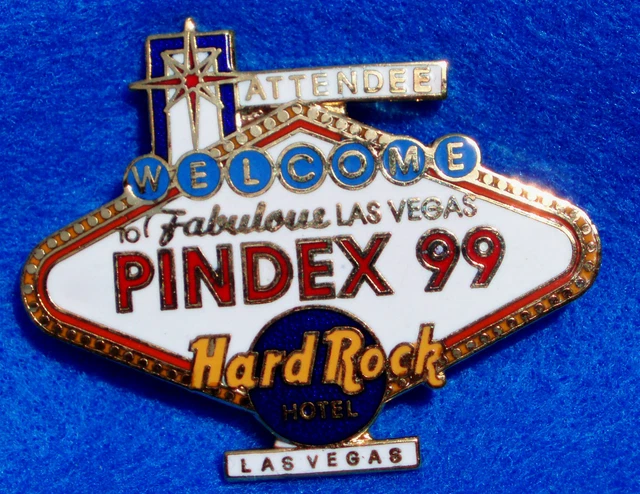 ATTENDEE
WELCOME
TO Fabulous LAS VEGAS
PINDEX 99
Hard Rock
HOTEL
LAS VEGAS